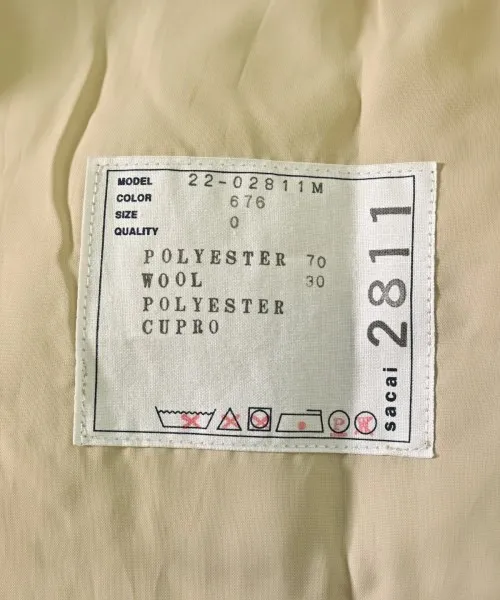 MODEL 22-02811M
COLOR 676
SIZE 0
QUALITY
POLYESTER 70
WOOL 30
POLYESTER
CUPRO
P W
sacai 2811